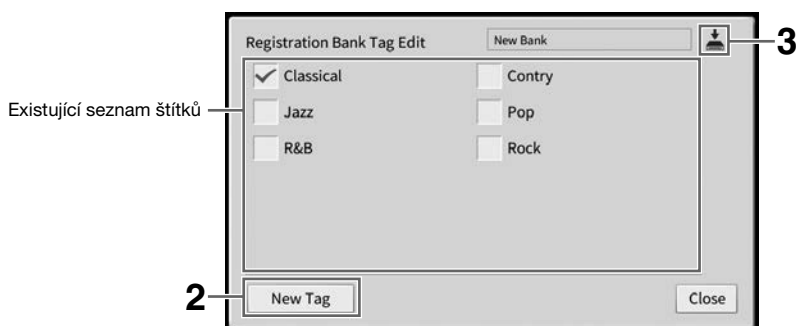 Registration Bank Tag Edit New Bank 3
Classical Contry
Existující seznam štítků Jazz Pop
R&B Rock
2 New Tag Close